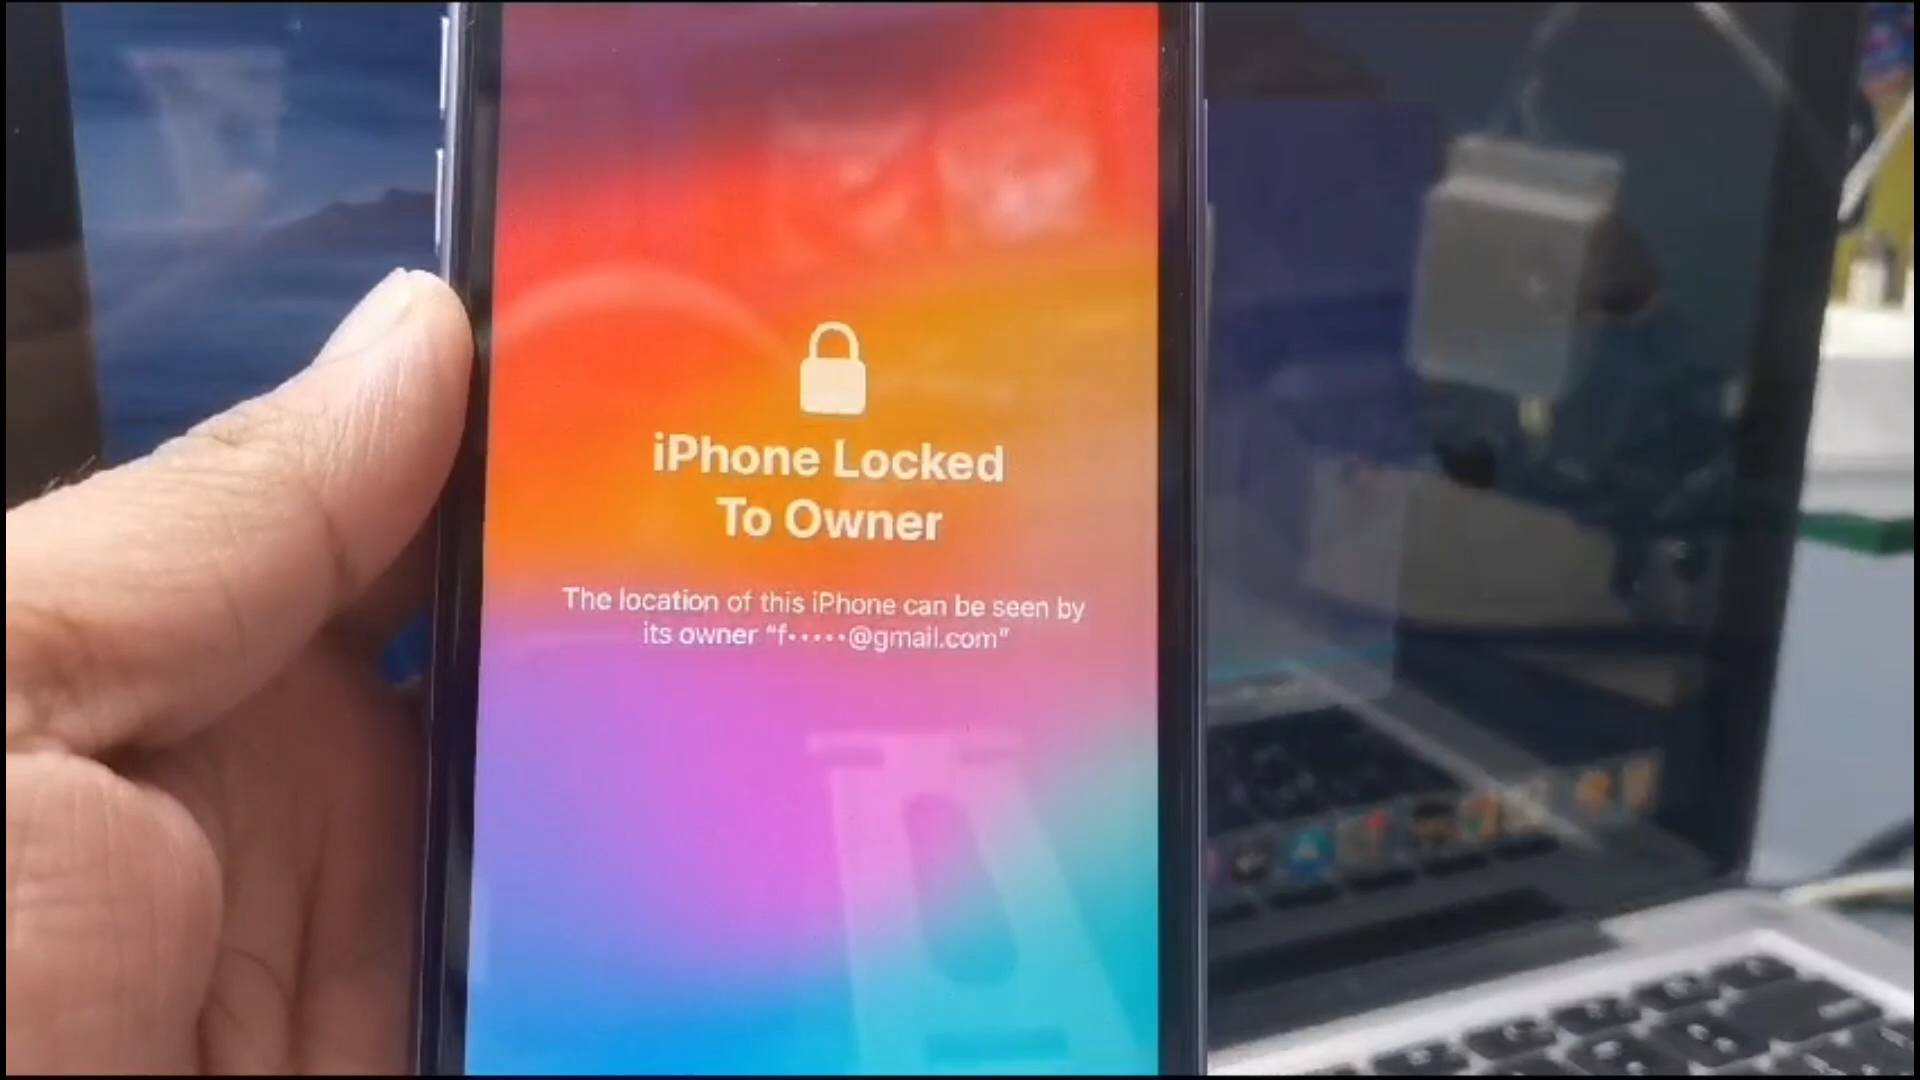 iPhone Locked
To Owner
The location of this iPhone can be seen by
its owner “f•••••@gmail.com”